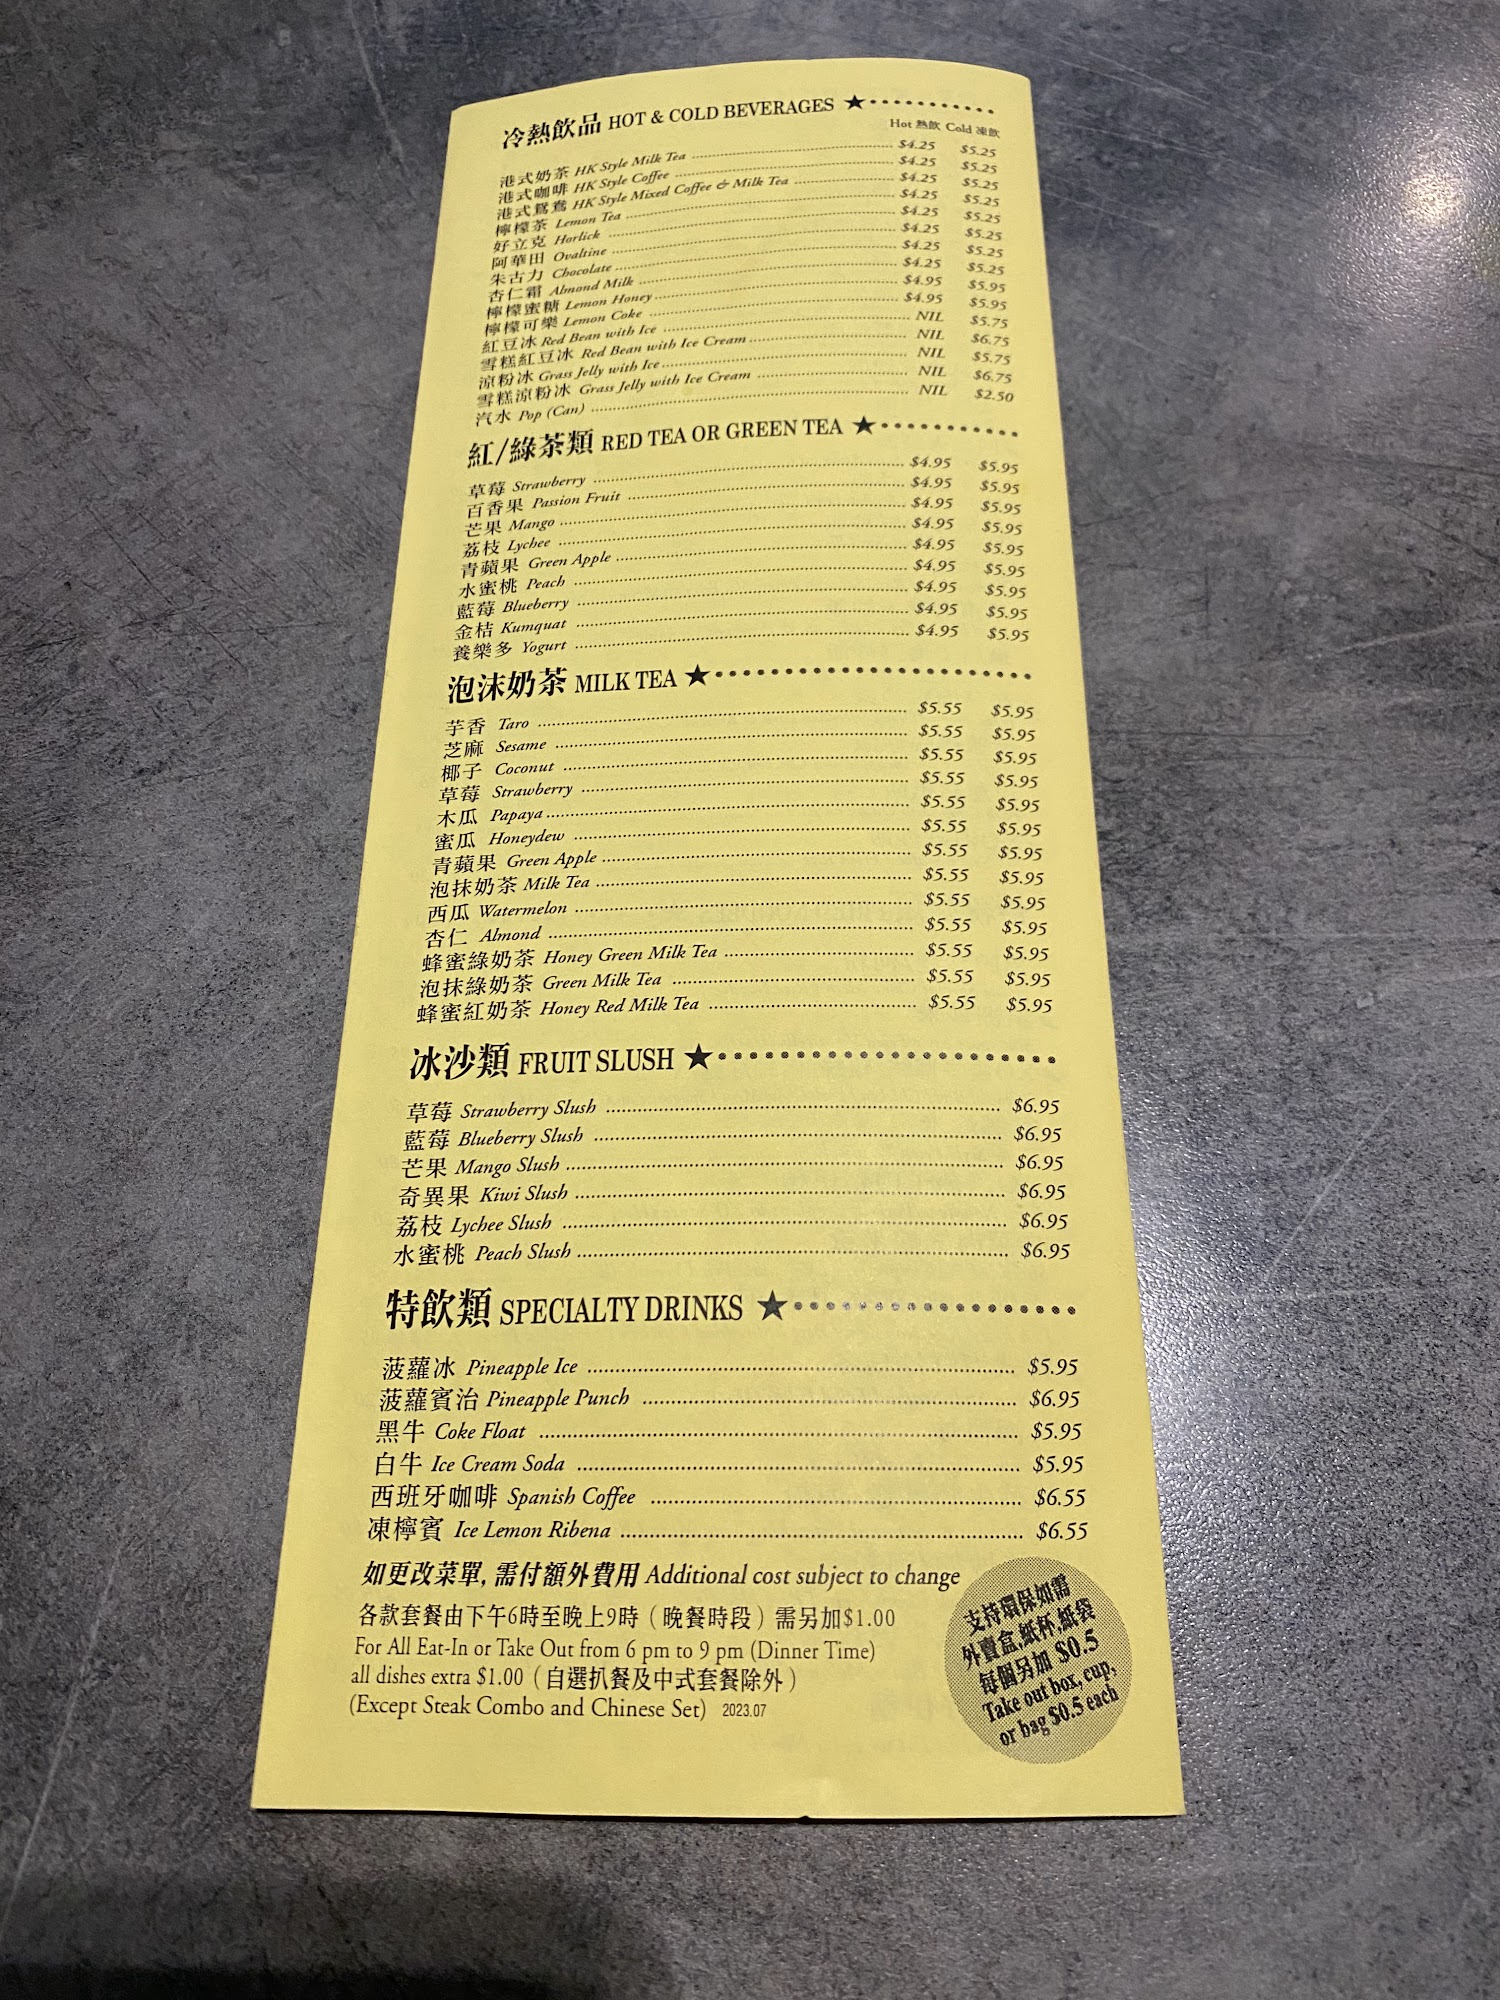 冷熱飲品 HOT & COLD BEVERAGES ★
Hot 熱飲 Cold 凍飲
港式奶茶 HK Style Milk Tea $4.25 $5.25
港式咖啡 HK Style Coffee $4.25 $5.25
港式鴛鴦 HK Style Mixed Coffee & Milk Tea $4.25 $5.25
檸檬茶 Lemon Tea $4.25 $5.25
好立克 Horlick $4.25 $5.25
阿華田 Ovaltine $4.25 $5.25
朱古力 Chocolate $4.25 $5.25
杏仁霜 Almond Milk $4.25 $5.25
檸檬蜜糖 Lemon Honey $4.95 $5.95
檸檬可樂 Lemon Coke $4.95 $5.95
紅豆冰 Red Bean with Ice NIL $5.75
雪糕紅豆冰 Red Bean with Ice Cream NIL $6.75
涼粉冰 Grass Jelly with Ice NIL $5.75
雪糕涼粉冰 Grass Jelly with Ice Cream NIL $6.75
汽水 Pop (Can) NIL $2.50
紅/綠茶類 RED TEA OR GREEN TEA ★
草莓 Strawberry $4.95 $5.95
百香果 Passion Fruit $4.95 $5.95
芒果 Mango $4.95 $5.95
荔枝 Lychee $4.95 $5.95
青蘋果 Green Apple $4.95 $5.95
水蜜桃 Peach $4.95 $5.95
藍莓 Blueberry $4.95 $5.95
金桔 Kumquat $4.95 $5.95
養樂多 Yogurt $4.95 $5.95
泡沫奶茶 MILK TEA ★
芋香 Taro $5.55 $5.95
芝麻 Sesame $5.55 $5.95
椰子 Coconut $5.55 $5.95
草莓 Strawberry $5.55 $5.95
木瓜 Papaya $5.55 $5.95
蜜瓜 Honeydew $5.55 $5.95
青蘋果 Green Apple $5.55 $5.95
泡抹奶茶 Milk Tea $5.55 $5.95
西瓜 Watermelon $5.55 $5.95
杏仁 Almond $5.55 $5.95
蜂蜜綠奶茶 Honey Green Milk Tea $5.55 $5.95
泡抹綠奶茶 Green Milk Tea $5.55 $5.95
蜂蜜紅奶茶 Honey Red Milk Tea $5.55 $5.95
冰沙類 FRUIT SLUSH ★
草莓 Strawberry Slush $6.95
藍莓 Blueberry Slush $6.95
芒果 Mango Slush $6.95
奇異果 Kiwi Slush $6.95
荔枝 Lychee Slush $6.95
水蜜桃 Peach Slush $6.95
特飲類 SPECIALTY DRINKS ★
菠蘿冰 Pineapple Ice $5.95
菠蘿賓治 Pineapple Punch $6.95
黑牛 Coke Float $5.95
白牛 Ice Cream Soda $5.95
西班牙咖啡 Spanish Coffee $6.55
凍檸賓 Ice Lemon Ribena $6.55
如更改菜單, 需付額外費用 Additional cost subject to change
各款套餐由下午6時至晚上9時（晚餐時段）需另加$1.00
For All Eat-In or Take Out from 6 pm to 9 pm (Dinner Time)
all dishes extra $1.00（自選扒餐及中式套餐除外）
(Except Steak Combo and Chinese Set) 2023.07
支持環保如需
外賣盒,紙杯,紙袋
每個另加 $0.5
Take out box, cup,
or bag $0.5 each